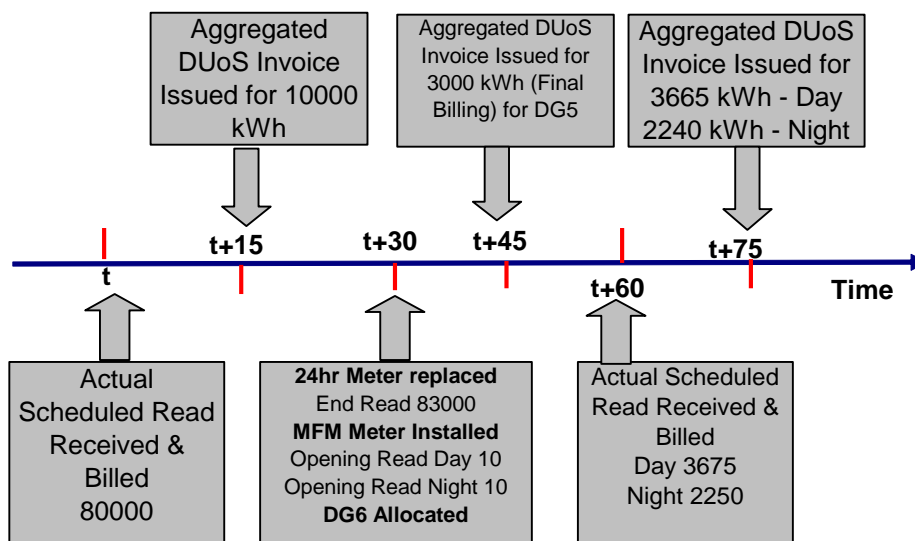 Aggregated
DUoS Invoice
Issued for 10000
kWh
Aggregated DUoS
Invoice Issued for
3000 kWh (Final
Billing) for DG5
Aggregated DUoS
Invoice Issued for
3665 kWh - Day
2240 kWh - Night
t
t+15
t+30
t+45
t+60
t+75
Time
Actual
Scheduled Read
Received &
Billed
80000
24hr Meter replaced
End Read 83000
MFM Meter Installed
Opening Read Day 10
Opening Read Night 10
DG6 Allocated
Actual Scheduled
Read Received &
Billed
Day 3675
Night 2250